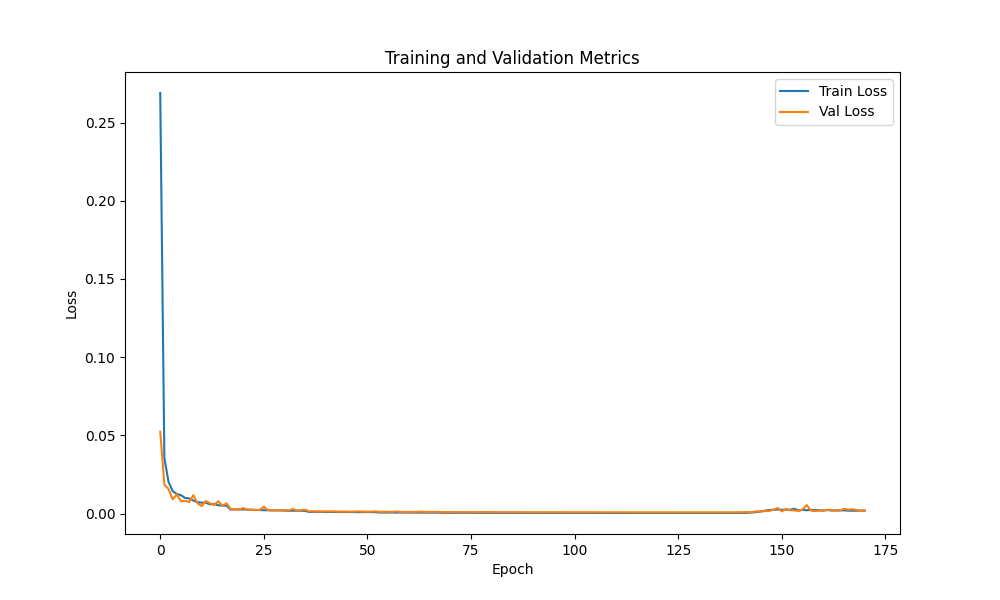 Training and Validation Metrics
Train Loss
Val Loss
0.25
0.20
0.15
0.10
0.05
0.00
Loss
0 25 50 75 100 125 150 175
Epoch